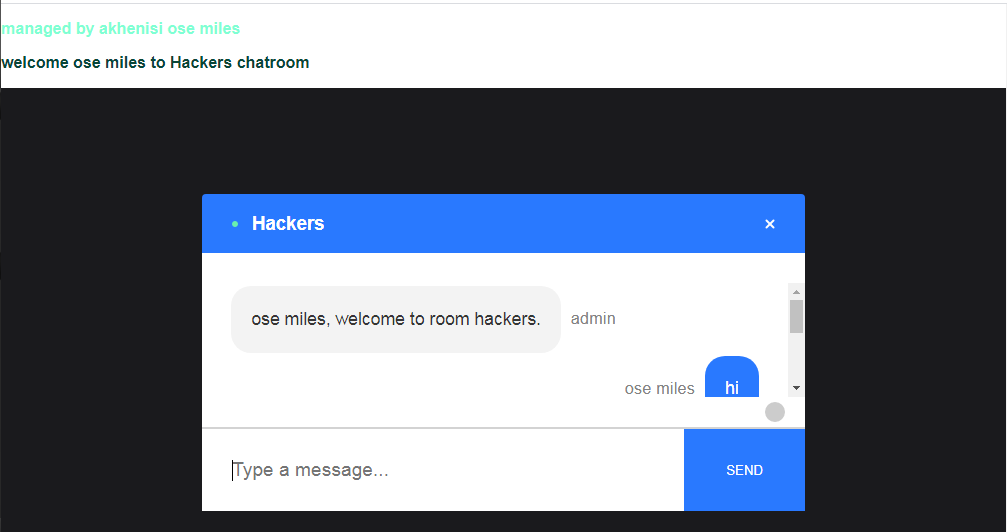 managed by akhenisi ose miles
welcome ose miles to Hackers chatroom
Hackers
ose miles, welcome to room hackers. admin
ose miles hi
Type a message... SEND